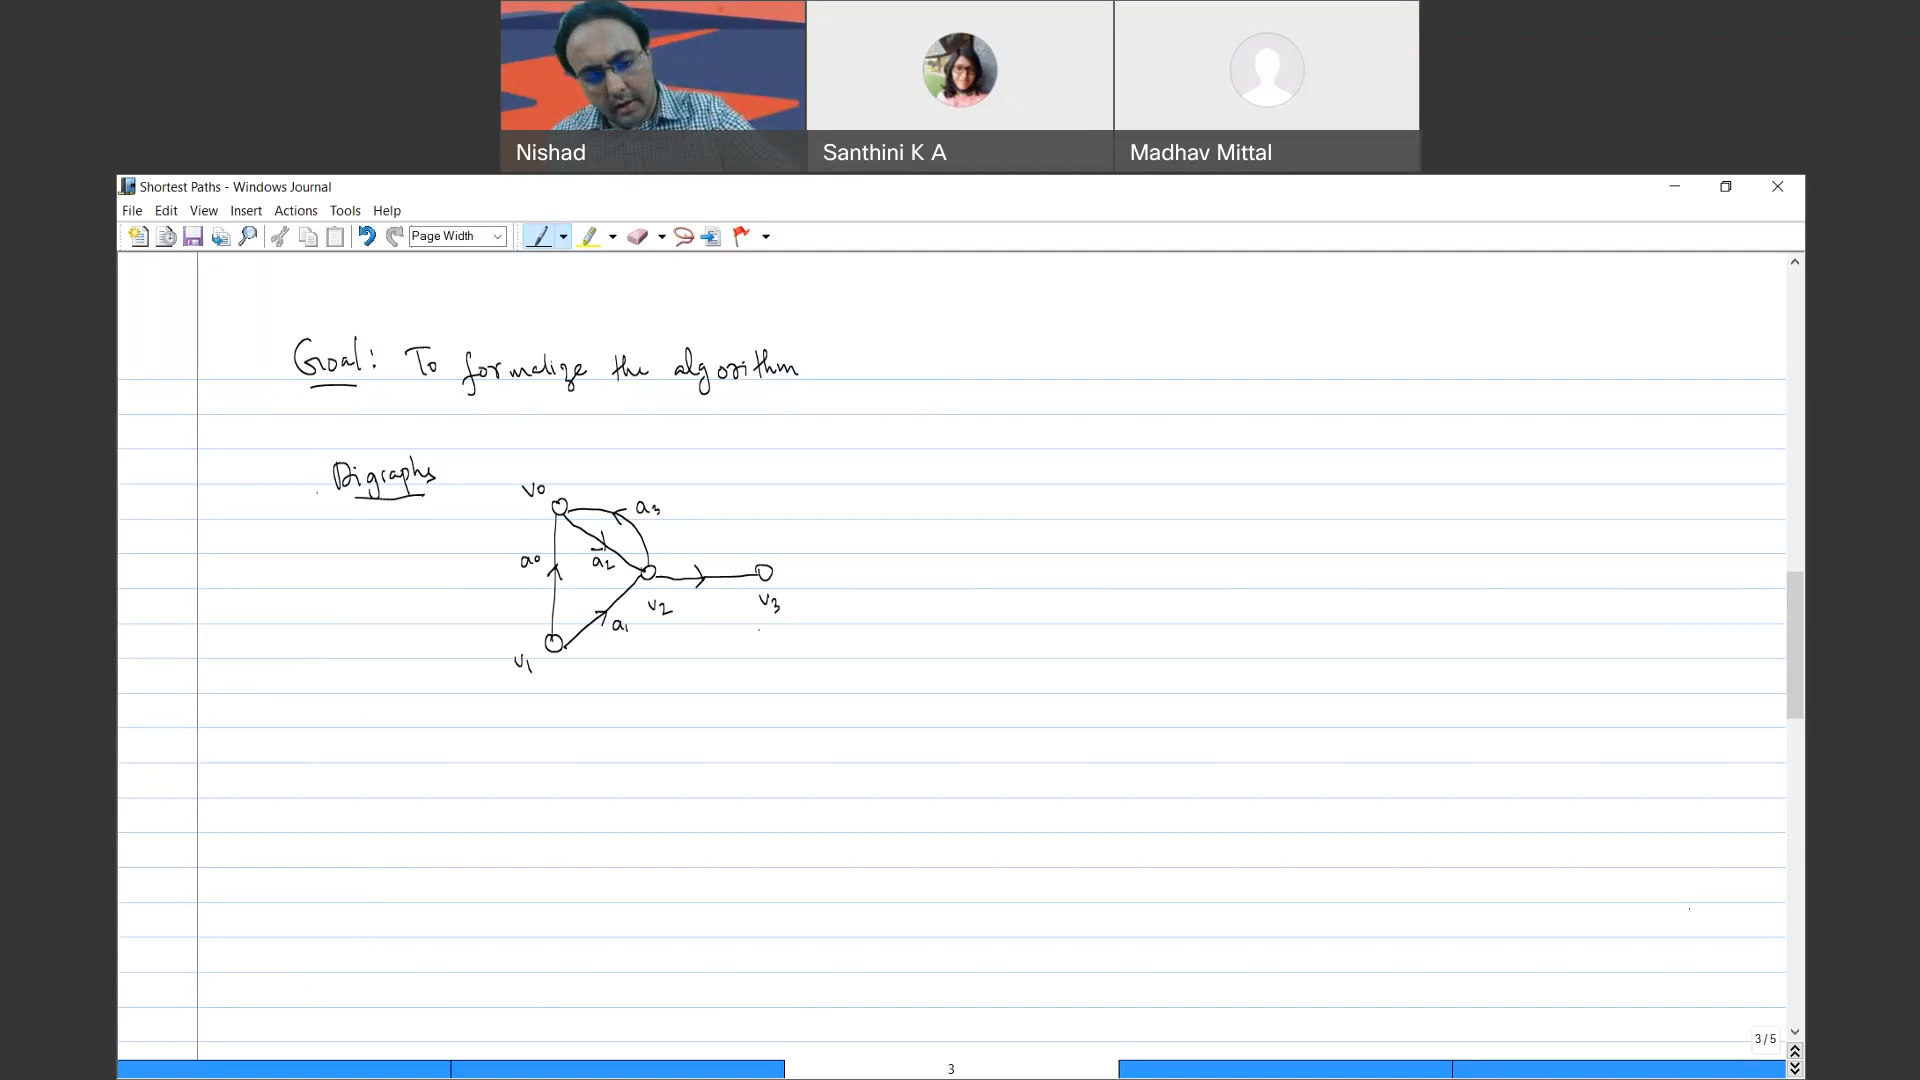 Nishad
Santhini K A
Madhav Mittal
Shortest Paths - Windows Journal
File Edit View Insert Actions Tools Help
Page Width
Goal: To formalize the algorithm
Digraphs
v0
a3
a0
a2
v2
v3
a1
v1
3 / 5
3